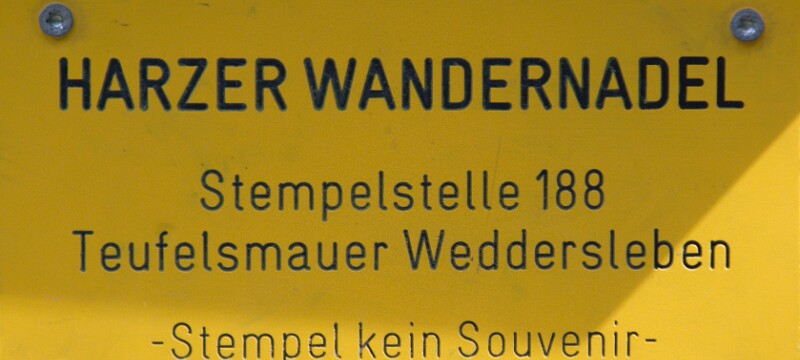 HARZER WANDERNADEL
Stempelstelle 188
Teufelsmauer Weddersleben
-Stempel kein Souvenir-